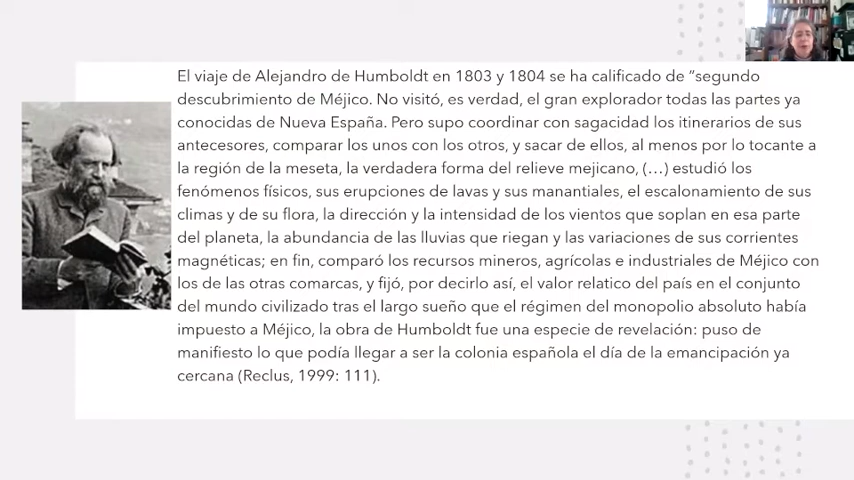 El viaje de Alejandro de Humboldt en 1803 y 1804 se ha calificado de “segundo
descubrimiento de Méjico. No visitó, es verdad, el gran explorador todas las partes ya
conocidas de Nueva España. Pero supo coordinar con sagacidad los itinerarios de sus
antecesores, comparar los unos con los otros, y sacar de ellos, al menos por lo tocante a
la región de la meseta, la verdadera forma del relieve mejicano, (...) estudió los
fenómenos físicos, sus erupciones de lavas y sus manantiales, el escalonamiento de sus
climas y de su flora, la dirección y la intensidad de los vientos que soplan en esa parte
del planeta, la abundancia de las lluvias que riegan y las variaciones de sus corrientes
magnéticas; en fin, comparó los recursos mineros, agrícolas e industriales de Méjico con
los de las otras comarcas, y fijó, por decirlo así, el valor relatico del país en el conjunto
del mundo civilizado tras el largo sueño que el régimen del monopolio absoluto había
impuesto a Méjico, la obra de Humboldt fue una especie de revelación: puso de
manifiesto lo que podía llegar a ser la colonia española el día de la emancipación ya
cercana (Reclus, 1999: 111).